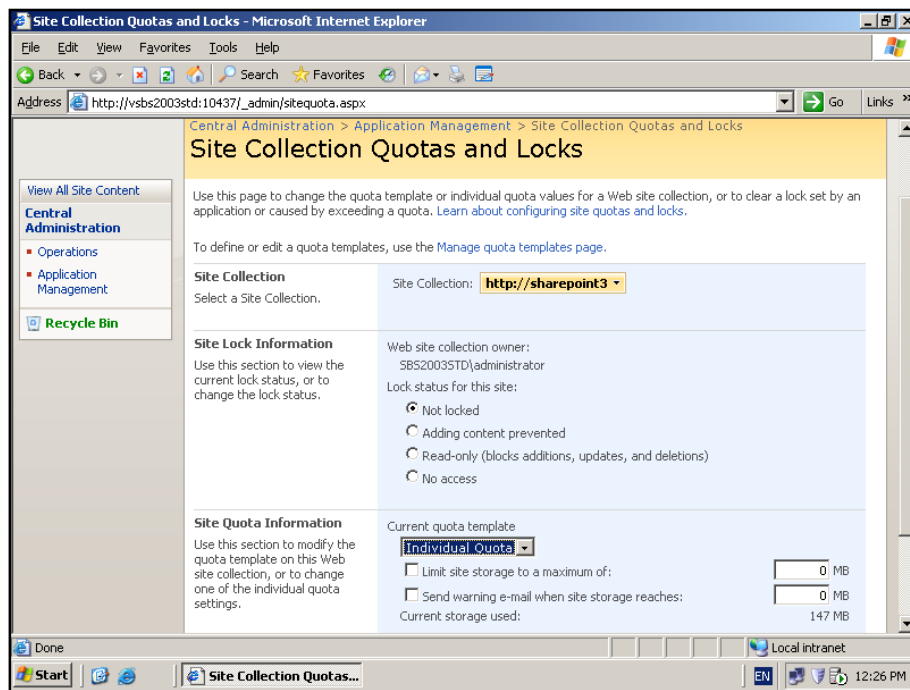 Site Collection Quotas and Locks - Microsoft Internet Explorer
File Edit View Favorites Tools Help
Back Search Favorites
Address http://vsbs2003std:10437/_admin/sitequota.aspx Go Links »
Central Administration > Application Management > Site Collection Quotas and Locks
Site Collection Quotas and Locks
View All Site Content
Central
Administration
Operations
Application
Management
Recycle Bin
Use this page to change the quota template or individual quota values for a Web site collection, or to clear a lock set by an
application or caused by exceeding a quota. Learn about configuring site quotas and locks.
To define or edit a quota templates, use the Manage quota templates page.
Site Collection
Select a Site Collection.
Site Collection: http://sharepoint3
Site Lock Information
Use this section to view the
current lock status, or to
change the lock status.
Web site collection owner:
SBS2003STD\administrator
Lock status for this site:
Not locked
Adding content prevented
Read-only (blocks additions, updates, and deletions)
No access
Site Quota Information
Use this section to modify the
quota template on this Web
site collection, or to change
one of the individual quota
settings.
Current quota template
Individual Quota
Limit site storage to a maximum of: 0 MB
Send warning e-mail when site storage reaches: 0 MB
Current storage used: 147 MB
Done Local intranet
Start Site Collection Quotas... EN 12:26 PM